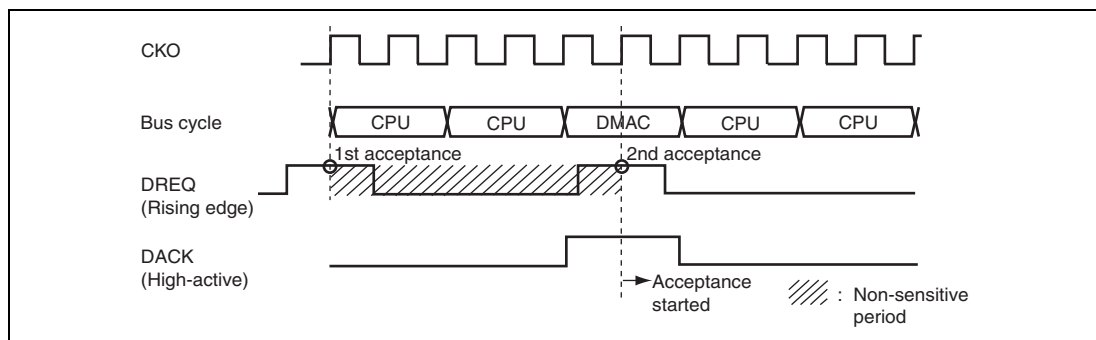 CKO
Bus cycle
CPU
CPU
DMAC
CPU
CPU
1st acceptance
2nd acceptance
DREQ
(Rising edge)
DACK
(High-active)
Acceptance
started
: Non-sensitive
period